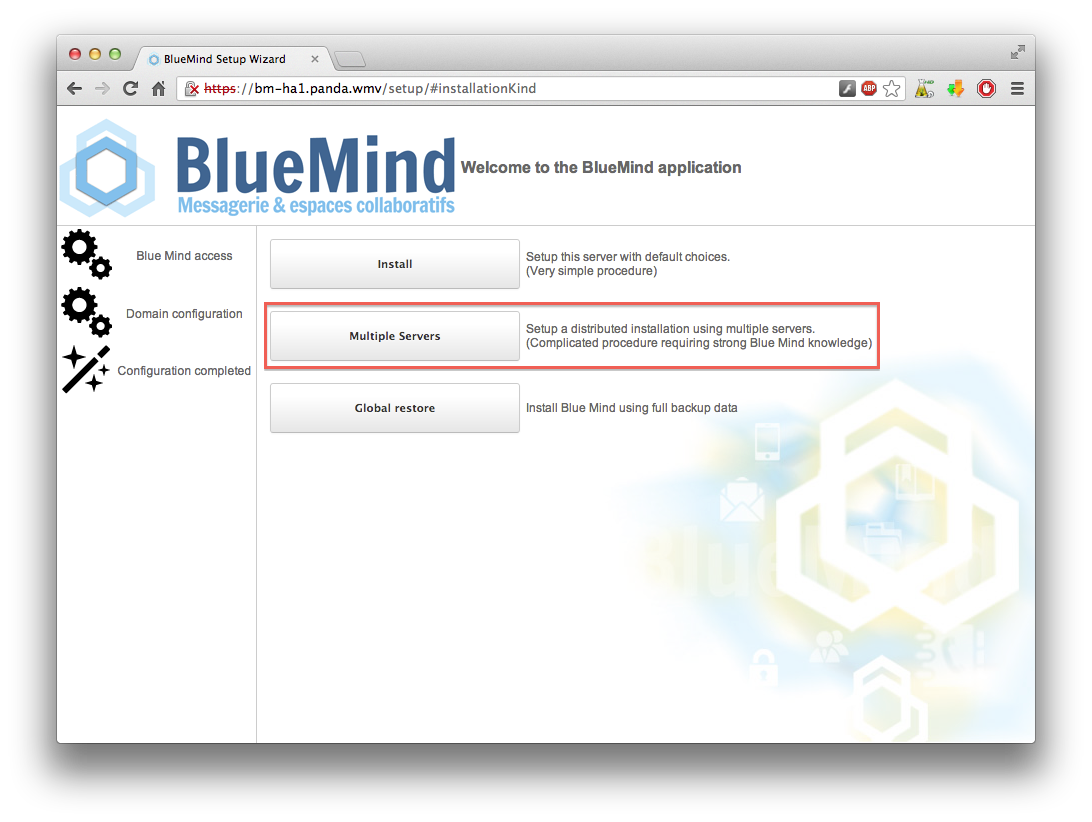 BlueMind Setup Wizard
https://bm-ha1.panda.wmv/setup/#installationKind
ABP
BlueMind
Messagerie & espaces collaboratifs
Welcome to the BlueMind application
Blue Mind access
Domain configuration
Configuration completed
Install
Setup this server with default choices.
(Very simple procedure)
Multiple Servers
Setup a distributed installation using multiple servers.
(Complicated procedure requiring strong Blue Mind knowledge)
Global restore
Install Blue Mind using full backup data